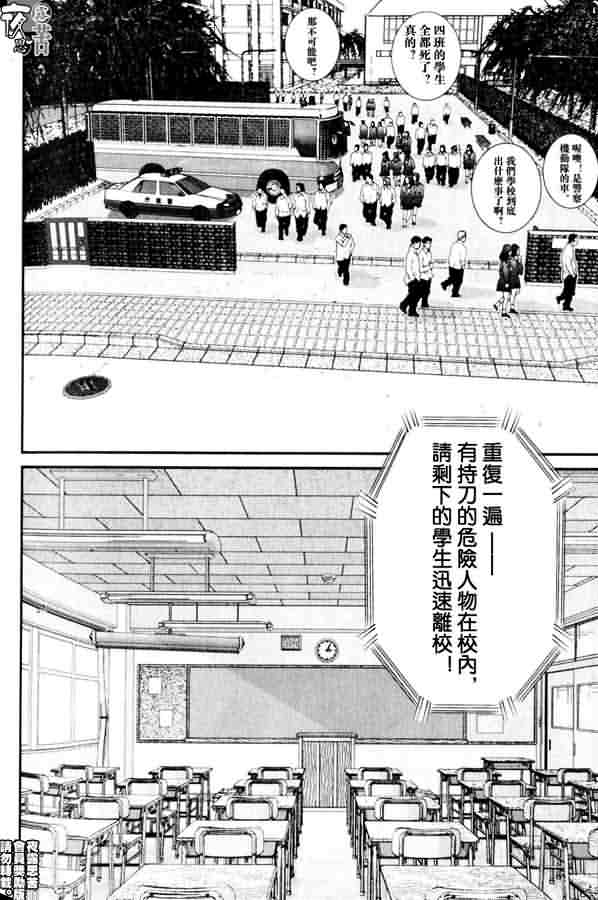 四班的學生
全都死了？
真的？
那不可能吧？
喔噢，是警察
機動隊的車。
我們學校到底
出什麼事了啊？
重復一遍——
有持刀的危險人物在校內，
請剩下的學生迅速離校！